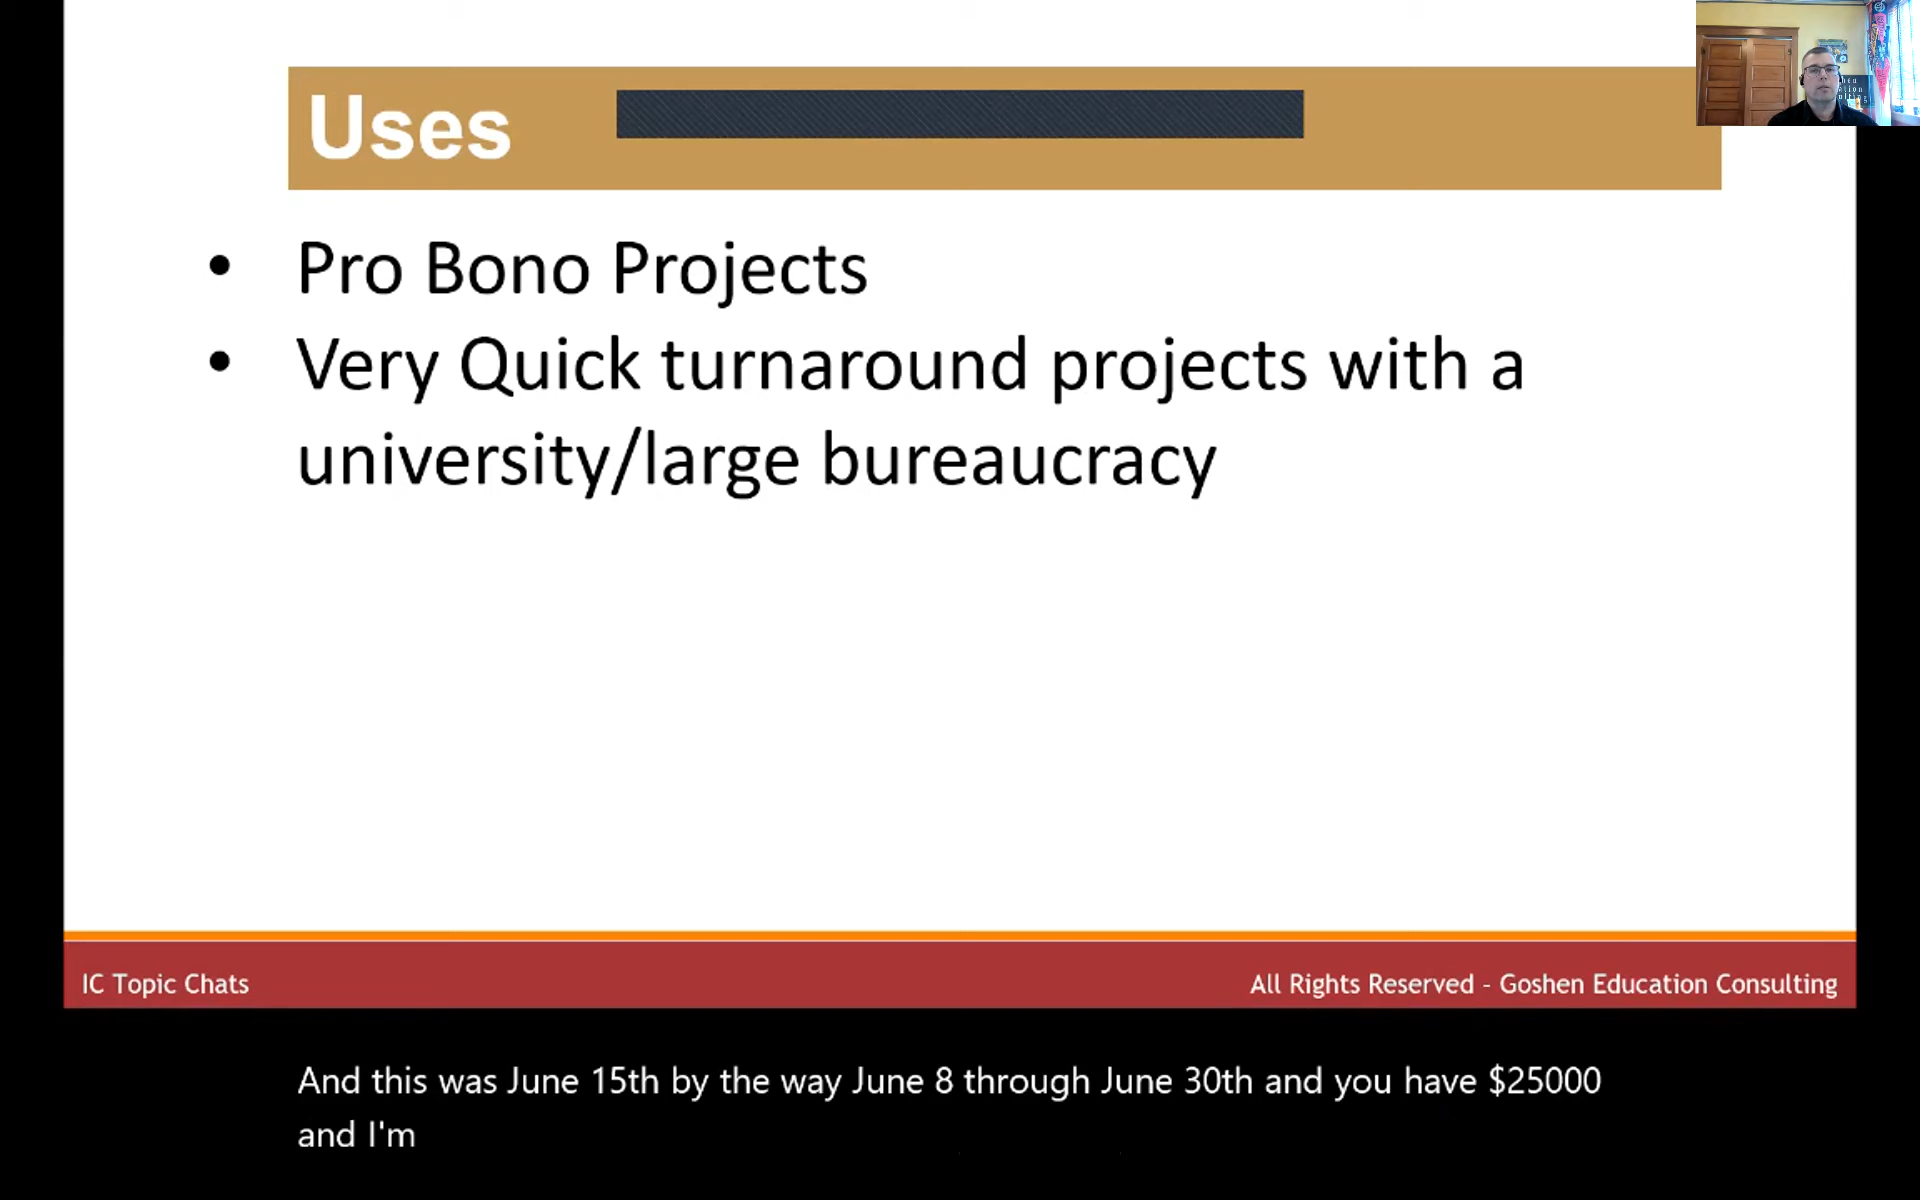 Uses
• Pro Bono Projects
• Very Quick turnaround projects with a
university/large bureaucracy
IC Topic Chats
All Rights Reserved - Goshen Education Consulting
And this was June 15th by the way June 8 through June 30th and you have $25000
and I'm